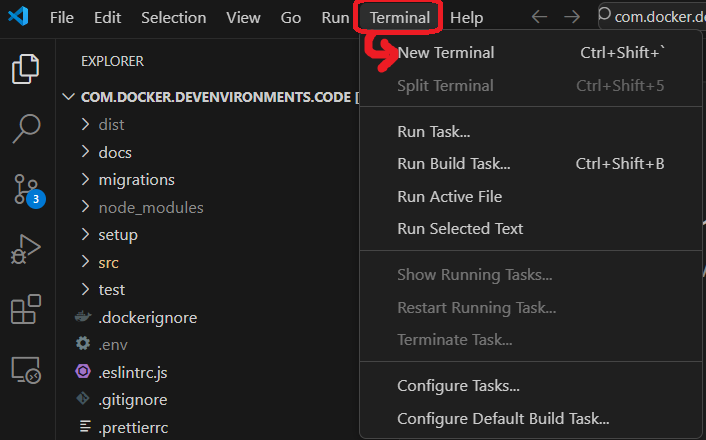 File Edit Selection View Go Run Terminal Help
com.docker.de
EXPLORER
COM.DOCKER.DEVENVIRONMENTS.CODE [
dist
docs
migrations
node_modules
setup
src
test
.dockerignore
.env
.eslintrc.js
.gitignore
.prettierrc
3
New Terminal Ctrl+Shift+`
Split Terminal Ctrl+Shift+5
Run Task...
Run Build Task... Ctrl+Shift+B
Run Active File
Run Selected Text
Show Running Tasks...
Restart Running Task...
Terminate Task...
Configure Tasks...
Configure Default Build Task...